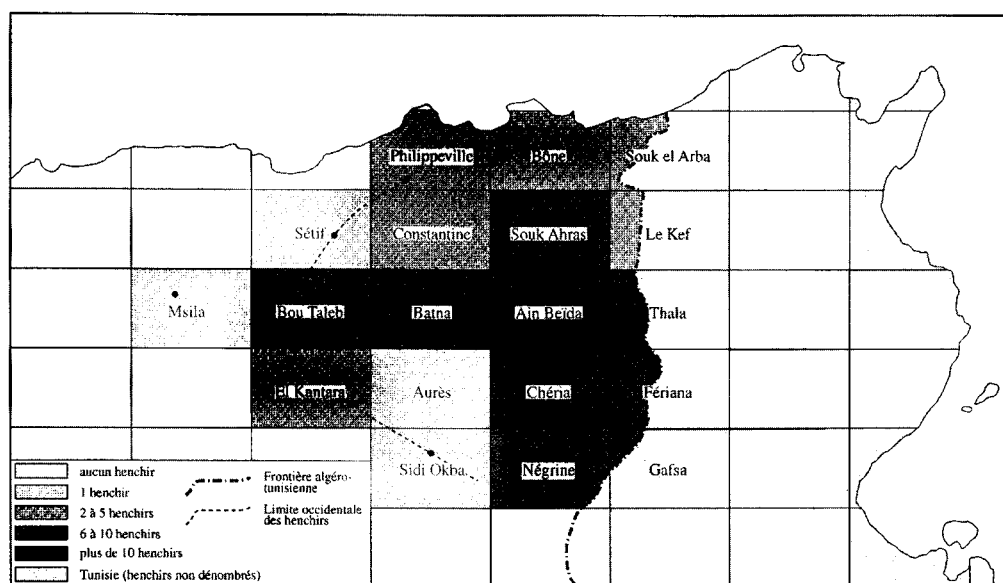 Philippeville Bône Souk el Arba
Sétif Constantine Souk Ahras Le Kef
Msila Bou Taleb Batna Ain Beïda Thala
El Kantara Aurès Chéria Fériana
Sidi Okba. Négrine Gafsa
aucun henchir
1 henchir
2 à 5 henchirs
6 à 10 henchirs
plus de 10 henchirs
Tunisie (henchirs non dénombrés)
Frontière algéro-
tunisienne
Limite occidentale
des henchirs